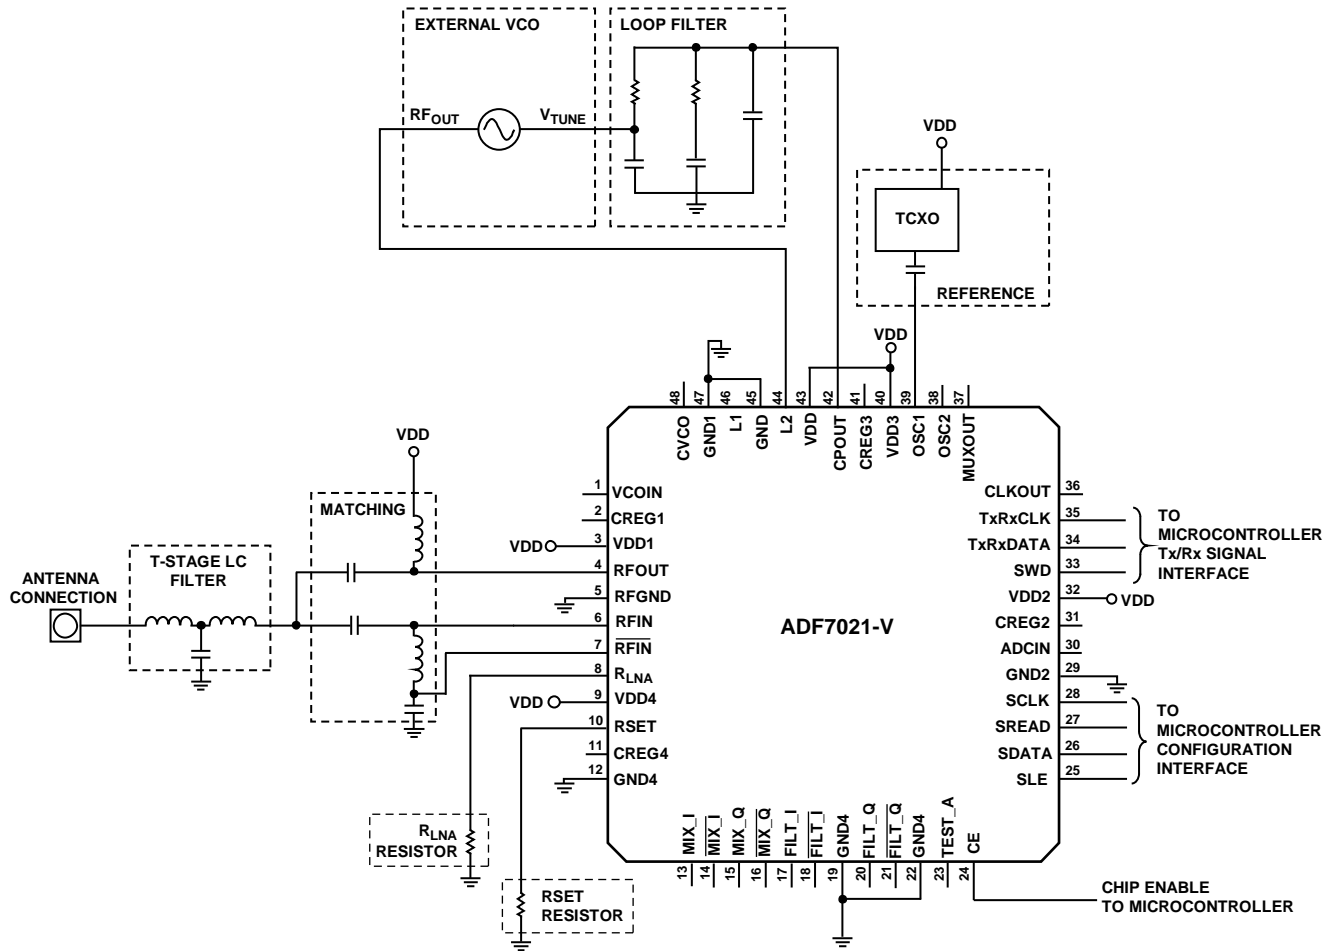 EXTERNAL VCO
LOOP FILTER
RFOUT
VTUNE
VDD
TCXO
REFERENCE
VDD
48
47
46
45
44
43
42
41
40
39
38
37
CVCO
GND1
L1
GND
L2
VDD
CPOUT
CREG3
VDD3
OSC1
OSC2
MUXOUT
VDD
MATCHING
T-STAGE LC
FILTER
ANTENNA
CONNECTION
1 VCOIN
2 CREG1
VDD 3 VDD1
4 RFOUT
5 RFGND
6 RFIN
7 RFIN
8 RLNA
VDD 9 VDD4
10 RSET
11 CREG4
12 GND4
ADF7021-V
CLKOUT 36
TxRxCLK 35
TxRxDATA 34
SWD 33
VDD2 32 VDD
CREG2 31
ADCIN 30
GND2 29
SCLK 28
SREAD 27
SDATA 26
SLE 25
TO
MICROCONTROLLER
Tx/Rx SIGNAL
INTERFACE
TO
MICROCONTROLLER
CONFIGURATION
INTERFACE
MIX_I
MIX_I
MIX_Q
MIX_Q
FILT_I
FILT_I
GND4
FILT_Q
FILT_Q
GND4
TEST_A
CE
13
14
15
16
17
18
19
20
21
22
23
24
RLNA
RESISTOR
RSET
RESISTOR
CHIP ENABLE
TO MICROCONTROLLER